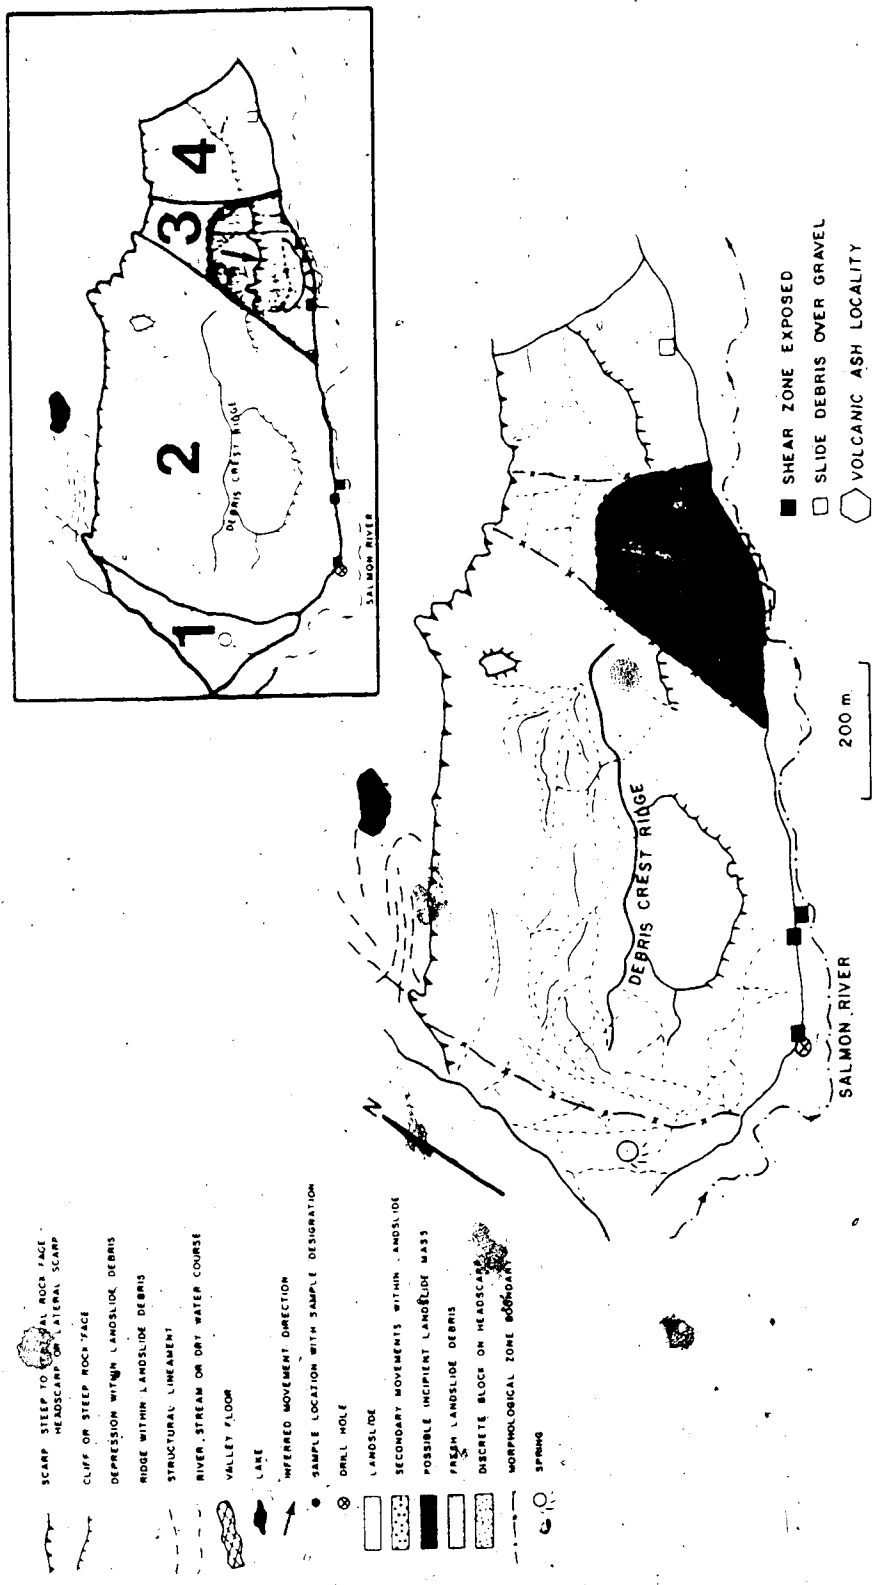 4
3
2
1
DEBRIS CREST RIDGE
SALMON RIVER
SCARP STEEP TO ROCK FACE
HEADSCARP OR LATERAL SCARP
CLIFF OR STEEP ROCK FACE
DEPRESSION WITHIN LANDSLIDE DEBRIS
RIDGE WITHIN LANDSLIDE DEBRIS
STRUCTURAL LINEAMENT
RIVER, STREAM OR DRY WATER COURSE
VALLEY FLOOR
LAKE
INFERRED MOVEMENT DIRECTION
SAMPLE LOCATION WITH SAMPLE DESIGNATION
DRILL HOLE
LANDSLIDE
SECONDARY MOVEMENTS WITHIN LANDSLIDE
POSSIBLE INCIPIENT LANDSLIDE MASS
FRESH LANDSLIDE DEBRIS
DISCRETE BLOCK ON HEADSCARP
MORPHOLOGICAL ZONE BOUNDARY
SPRING
N
DEBRIS CREST RIDGE
SALMON RIVER
200 m.
SHEAR ZONE EXPOSED
SLIDE DEBRIS OVER GRAVEL
VOLCANIC ASH LOCALITY